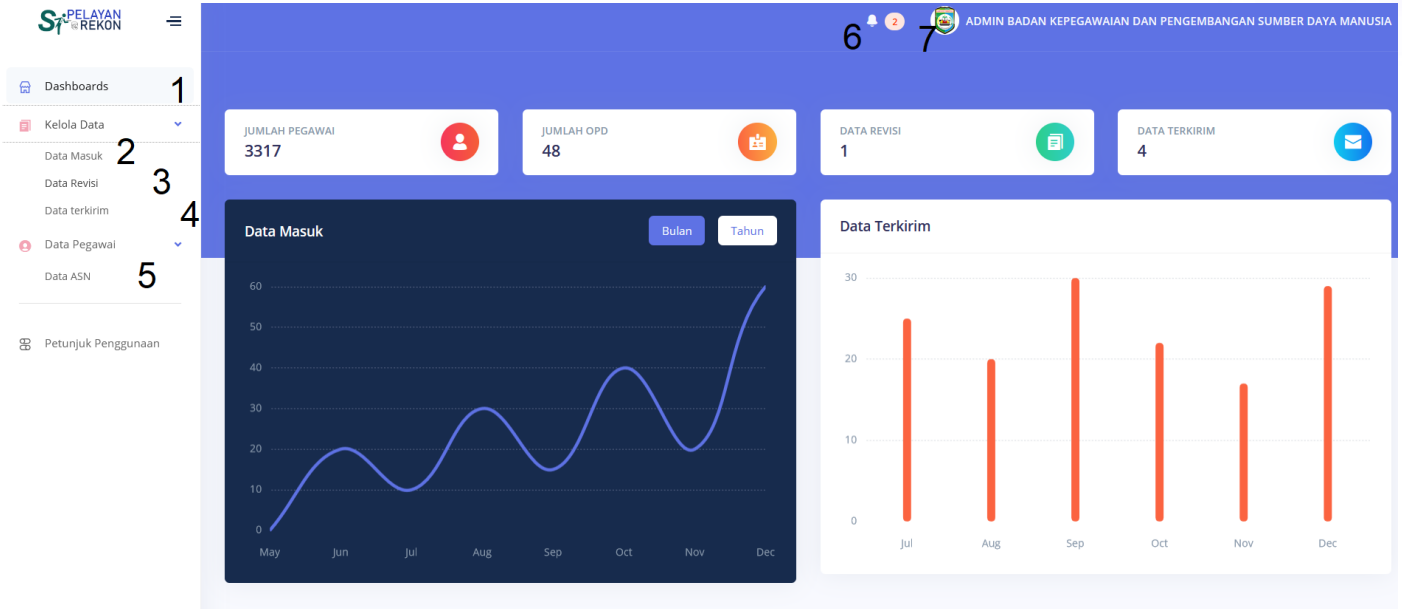 SiPELAYAN
REKON
Dashboards 1
Kelola Data
Data Masuk 2
Data Revisi 3
Data terkirim 4
Data Pegawai
Data ASN 5
Petunjuk Penggunaan
6 2 7 ADMIN BADAN KEPEGAWAIAN DAN PENGEMBANGAN SUMBER DAYA MANUSIA
JUMLAH PEGAWAI
3317
JUMLAH OPD
48
DATA REVISI
1
DATA TERKIRIM
4
Data Masuk
Bulan Tahun
60
50
40
30
20
10
0
May Jun Jul Aug Sep Oct Nov Dec
Data Terkirim
30
20
10
0
Jul Aug Sep Oct Nov Dec